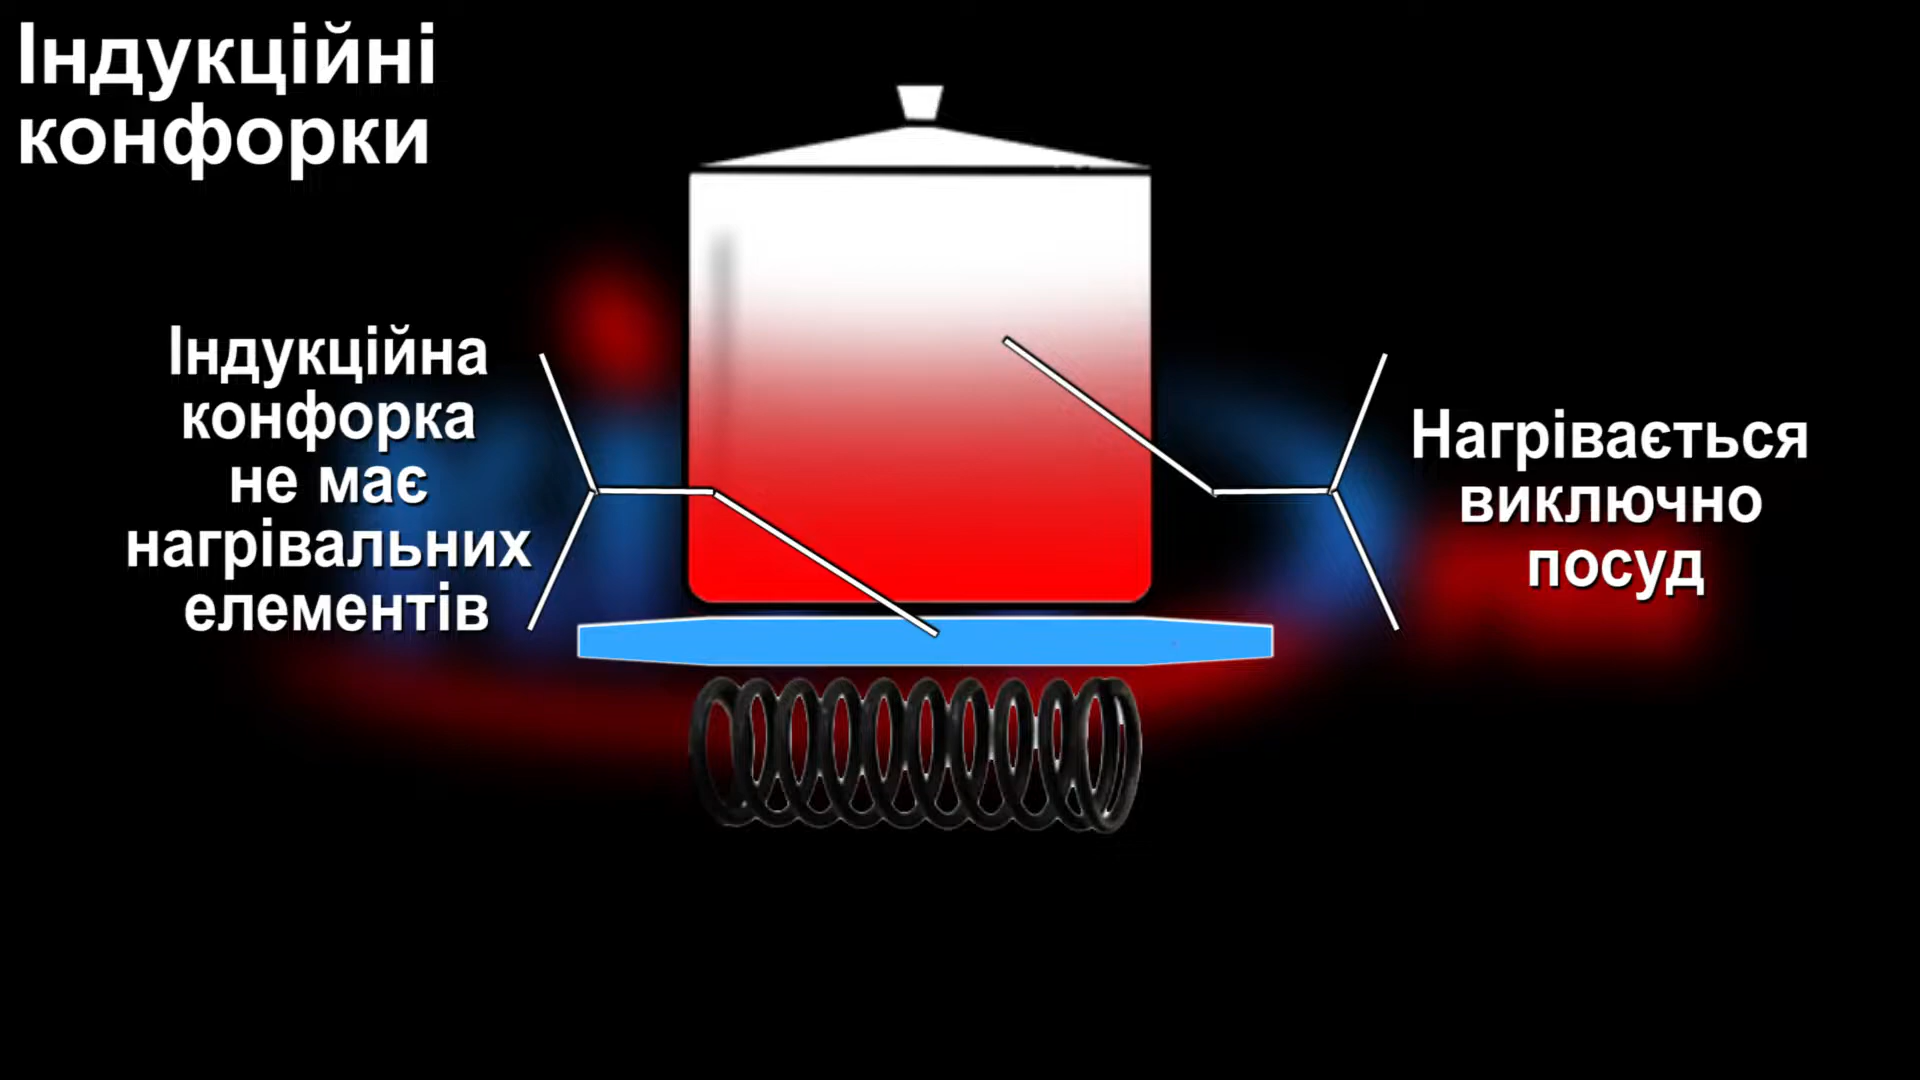 Індукційні
конфорки
Індукційна
конфорка
не має
нагрівальних
елементів
Нагрівається
виключно
посуд